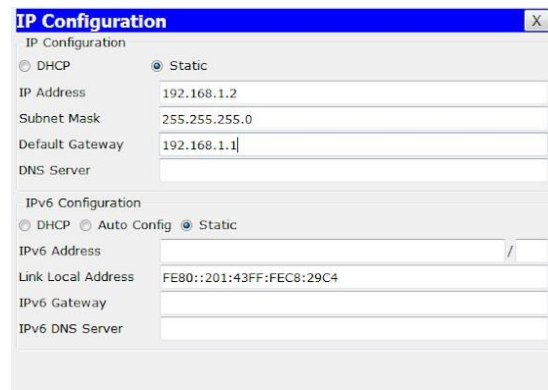 IP Configuration X
IP Configuration
DHCP Static
IP Address 192.168.1.2
Subnet Mask 255.255.255.0
Default Gateway 192.168.1.1
DNS Server
IPv6 Configuration
DHCP Auto Config Static
IPv6 Address /
Link Local Address FE80::201:43FF:FEC8:29C4
IPv6 Gateway
IPv6 DNS Server